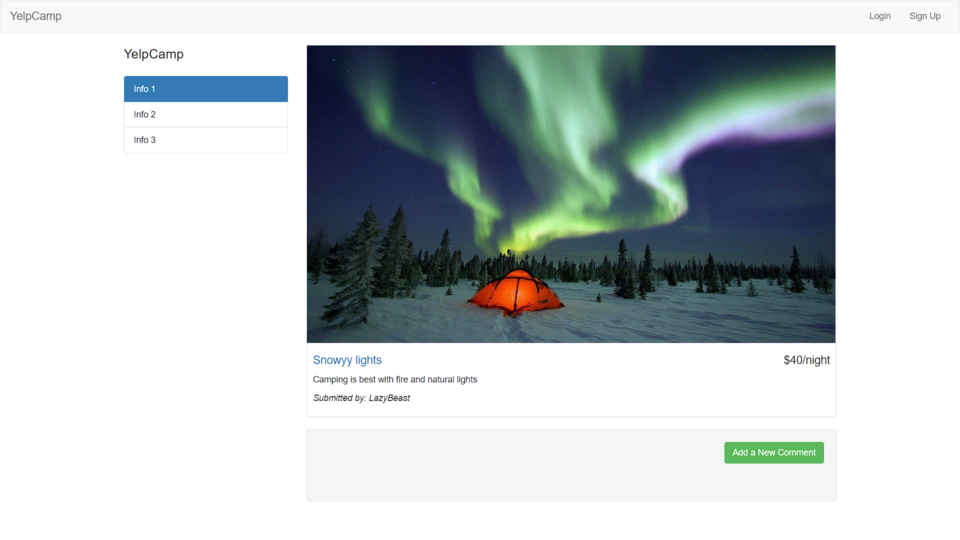 YelpCamp
Login
Sign Up
YelpCamp
Info 1
Info 2
Info 3
Snowyy lights
$40/night
Camping is best with fire and natural lights
Submitted by: LazyBeast
Add a New Comment